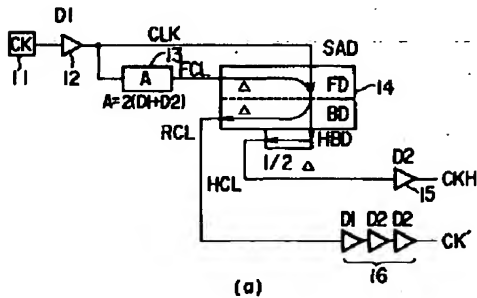 D1
CK
CLK
SAD
11
12
13
A
FCL
Δ
FD
14
A=2(D1+D2)
Δ
BD
RCL
HBD
1/2 Δ
HCL
D2
CKH
15
D1 D2 D2
CK'
16
(a)